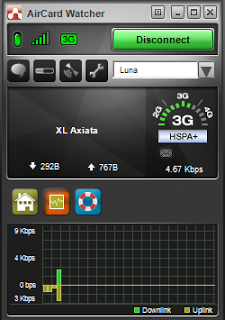 AirCard Watcher
3G
Disconnect
Luna
XL Axiata
2G 3G 4G
3G
HSPA+
292B 767B 4.67 Kbps
9 Kbps
4 Kbps
0 bps
3 Kbps
Downlink Uplink